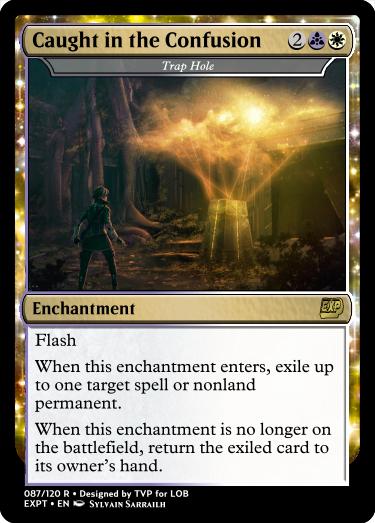 Caught in the Confusion 2
Trap Hole
Enchantment EXP
Flash
When this enchantment enters, exile up
to one target spell or nonland
permanent.
When this enchantment is no longer on
the battlefield, return the exiled card to
its owner's hand.
087/120 R • Designed by TVP for LOB
EXPT • EN Sylvain Sarrailh